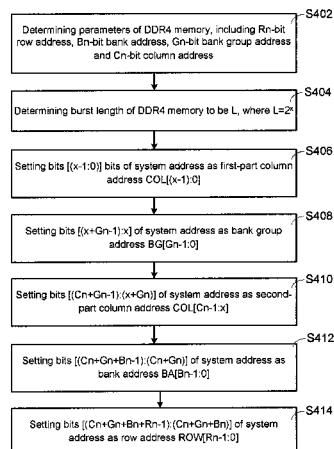 S402
Determining parameters of DDR4 memory, including Rn-bit
row address, Bn-bit bank address, Gn-bit bank group address
and Cn-bit column address
S404
Determining burst length of DDR4 memory to be L, where L=2ˣ
S406
Setting bits [(x-1:0)] bits of system address as first-part column
address COL[(x-1):0]
S408
Setting bits [(x+Gn-1):x] of system address as bank group
address BG[Gn-1:0]
S410
Setting bits [(Cn+Gn-1):(x+Gn)] of system address as second-
part column address COL[Cn-1:x]
S412
Setting bits [(Cn+Gn+Bn-1):(Cn+Gn)] of system address as
bank address BA[Bn-1:0]
S414
Setting bits [(Cn+Gn+Bn+Rn-1):(Cn+Gn+Bn)] of system
address as row address ROW[Rn-1:0]